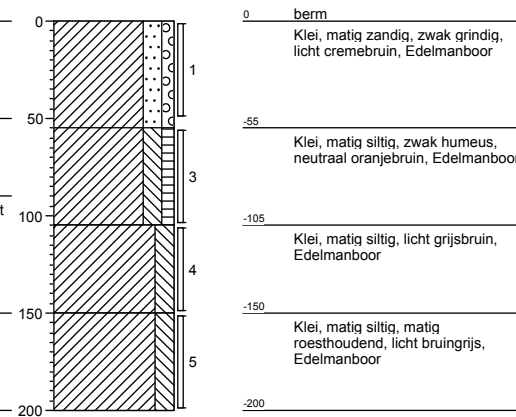 0
50
t
100
150
200
1
3
4
5
0 berm
Klei, matig zandig, zwak grindig,
licht cremebruin, Edelmanboor
-55
Klei, matig siltig, zwak humeus,
neutraal oranjebruin, Edelmanboor
-105
Klei, matig siltig, licht grijsbruin,
Edelmanboor
-150
Klei, matig siltig, matig
roesthoudend, licht bruingrijs,
Edelmanboor
-200